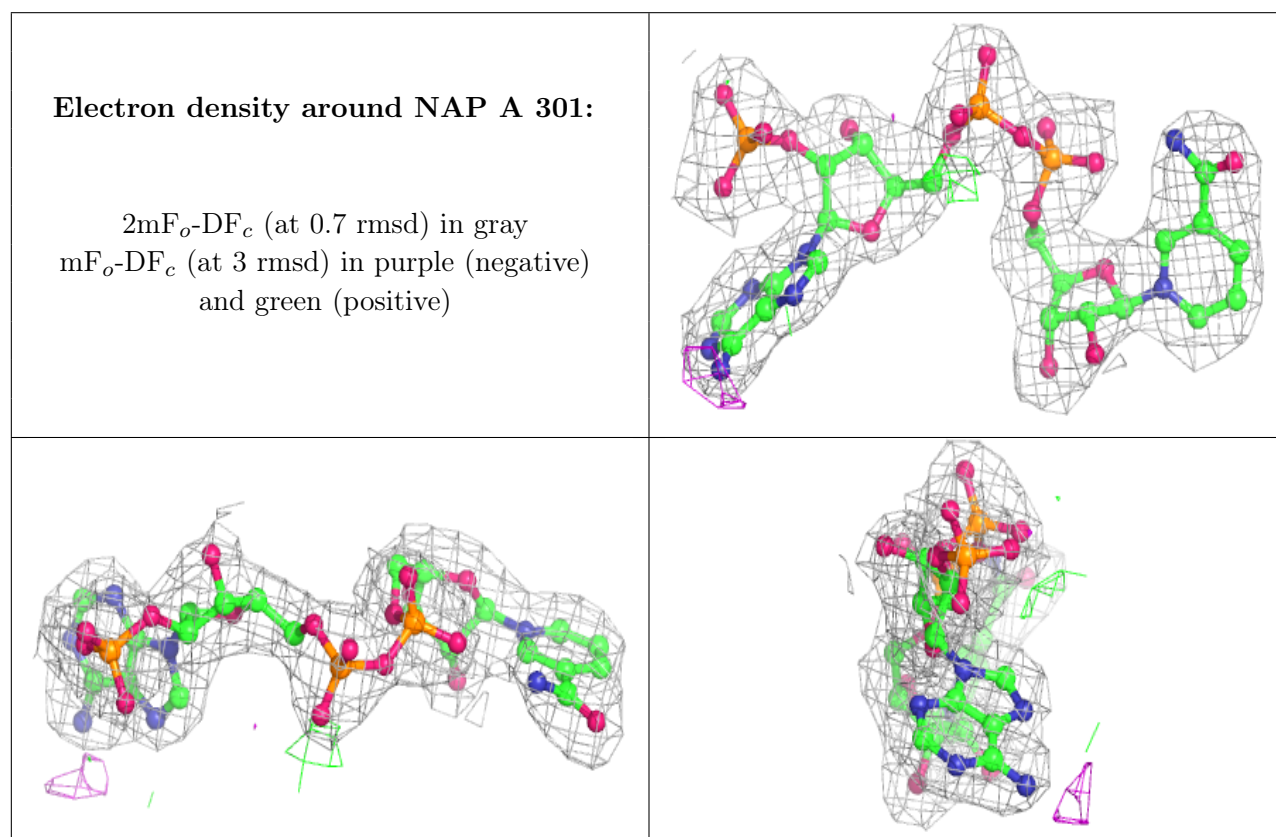 Electron density around NAP A 301:
2mFo-DFc (at 0.7 rmsd) in gray
mFo-DFc (at 3 rmsd) in purple (negative)
and green (positive)